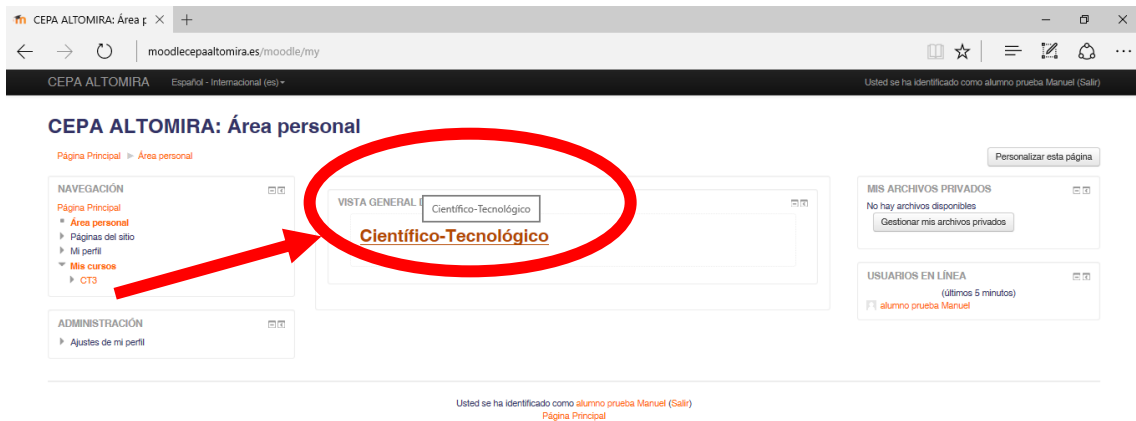 CEPA ALTOMIRA: Área p
moodlecepaaltomira.es/moodle/my
CEPA ALTOMIRA Español - Internacional (es)
Usted se ha identificado como alumno prueba Manuel (Salir)
CEPA ALTOMIRA: Área personal
Página Principal Área personal
Personalizar esta página
NAVEGACIÓN
Página Principal
Área personal
Páginas del sitio
Mi perfil
Mis cursos
CT3
ADMINISTRACIÓN
Ajustes de mi perfil
VISTA GENERAL
Científico-Tecnológico
Científico-Tecnológico
MIS ARCHIVOS PRIVADOS
No hay archivos disponibles
Gestionar mis archivos privados
USUARIOS EN LÍNEA
(últimos 5 minutos)
alumno prueba Manuel
Usted se ha identificado como alumno prueba Manuel (Salir)
Página Principal